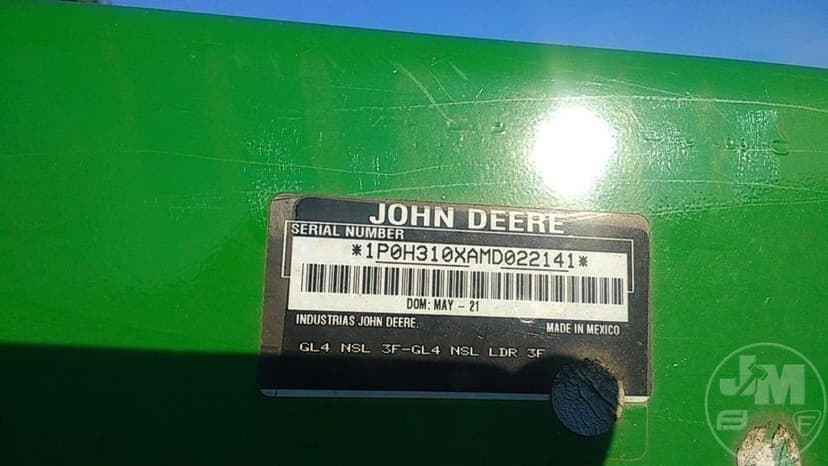 JOHN DEERE
SERIAL NUMBER
*1P0H310XAMD022141*
DOM: MAY - 21
INDUSTRIAS JOHN DEERE. MADE IN MEXICO
GL4 NSL 3F-GL4 NSL LDR 3F
JM
F